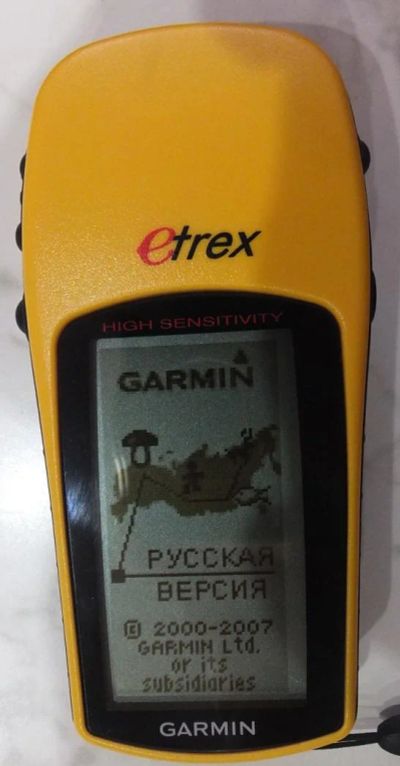 etrex
HIGH SENSITIVITY
GARMIN
РУССКАЯ
ВЕРСИЯ
© 2000-2007
GARMIN Ltd.
or its
subsidiaries
GARMIN